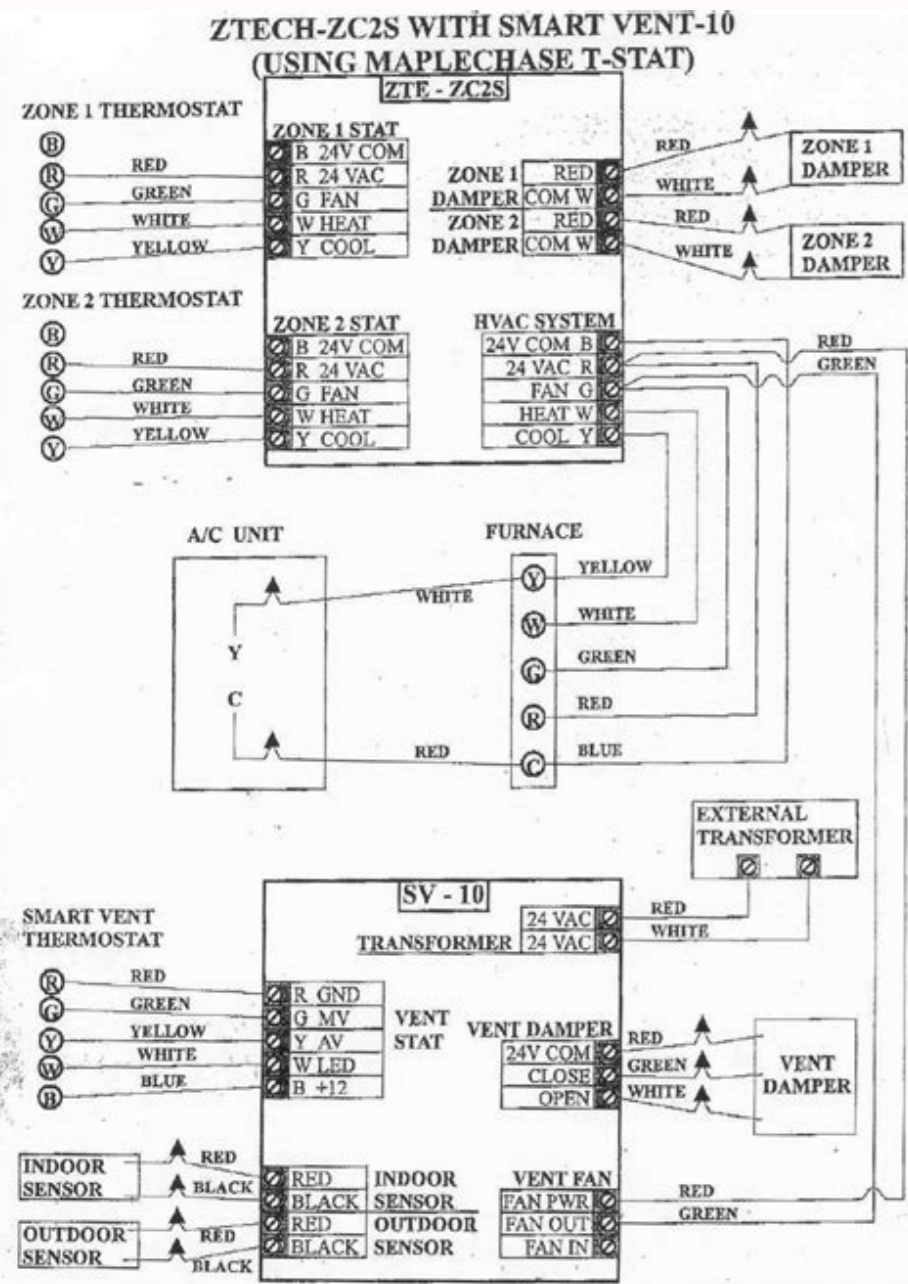 ZTECH-ZC2S WITH SMART VENT-10
(USING MAPLECHASE T-STAT)
ZTE - ZC2S
ZONE 1 THERMOSTAT
B
R RED
G GREEN
W WHITE
Y YELLOW
ZONE 1 STAT
B 24V COM
R 24 VAC
G FAN
W HEAT
Y COOL
ZONE 1 RED
DAMPER COM W
ZONE 2 RED
DAMPER COM W
RED
WHITE
ZONE 1
DAMPER
RED
WHITE
ZONE 2
DAMPER
ZONE 2 THERMOSTAT
B
R RED
G GREEN
W WHITE
Y YELLOW
ZONE 2 STAT
B 24V COM
R 24 VAC
G FAN
W HEAT
Y COOL
HVAC SYSTEM
24V COM B
24 VAC R
FAN G
HEAT W
COOL Y
RED
GREEN
A/C UNIT
Y
C
WHITE
RED
FURNACE
Y YELLOW
W WHITE
G GREEN
R RED
C BLUE
EXTERNAL
TRANSFORMER
SV - 10
24 VAC RED
TRANSFORMER 24 VAC WHITE
SMART VENT
THERMOSTAT
R RED
G GREEN
Y YELLOW
W WHITE
B BLUE
R GND
G MV
Y AV
W LED
B +12
VENT
STAT
VENT DAMPER
24V COM RED
CLOSE GREEN
OPEN WHITE
VENT
DAMPER
INDOOR
SENSOR
RED
BLACK
OUTDOOR
SENSOR
RED
BLACK
RED INDOOR
BLACK SENSOR
RED OUTDOOR
BLACK SENSOR
VENT FAN
FAN PWR RED
FAN OUT GREEN
FAN IN